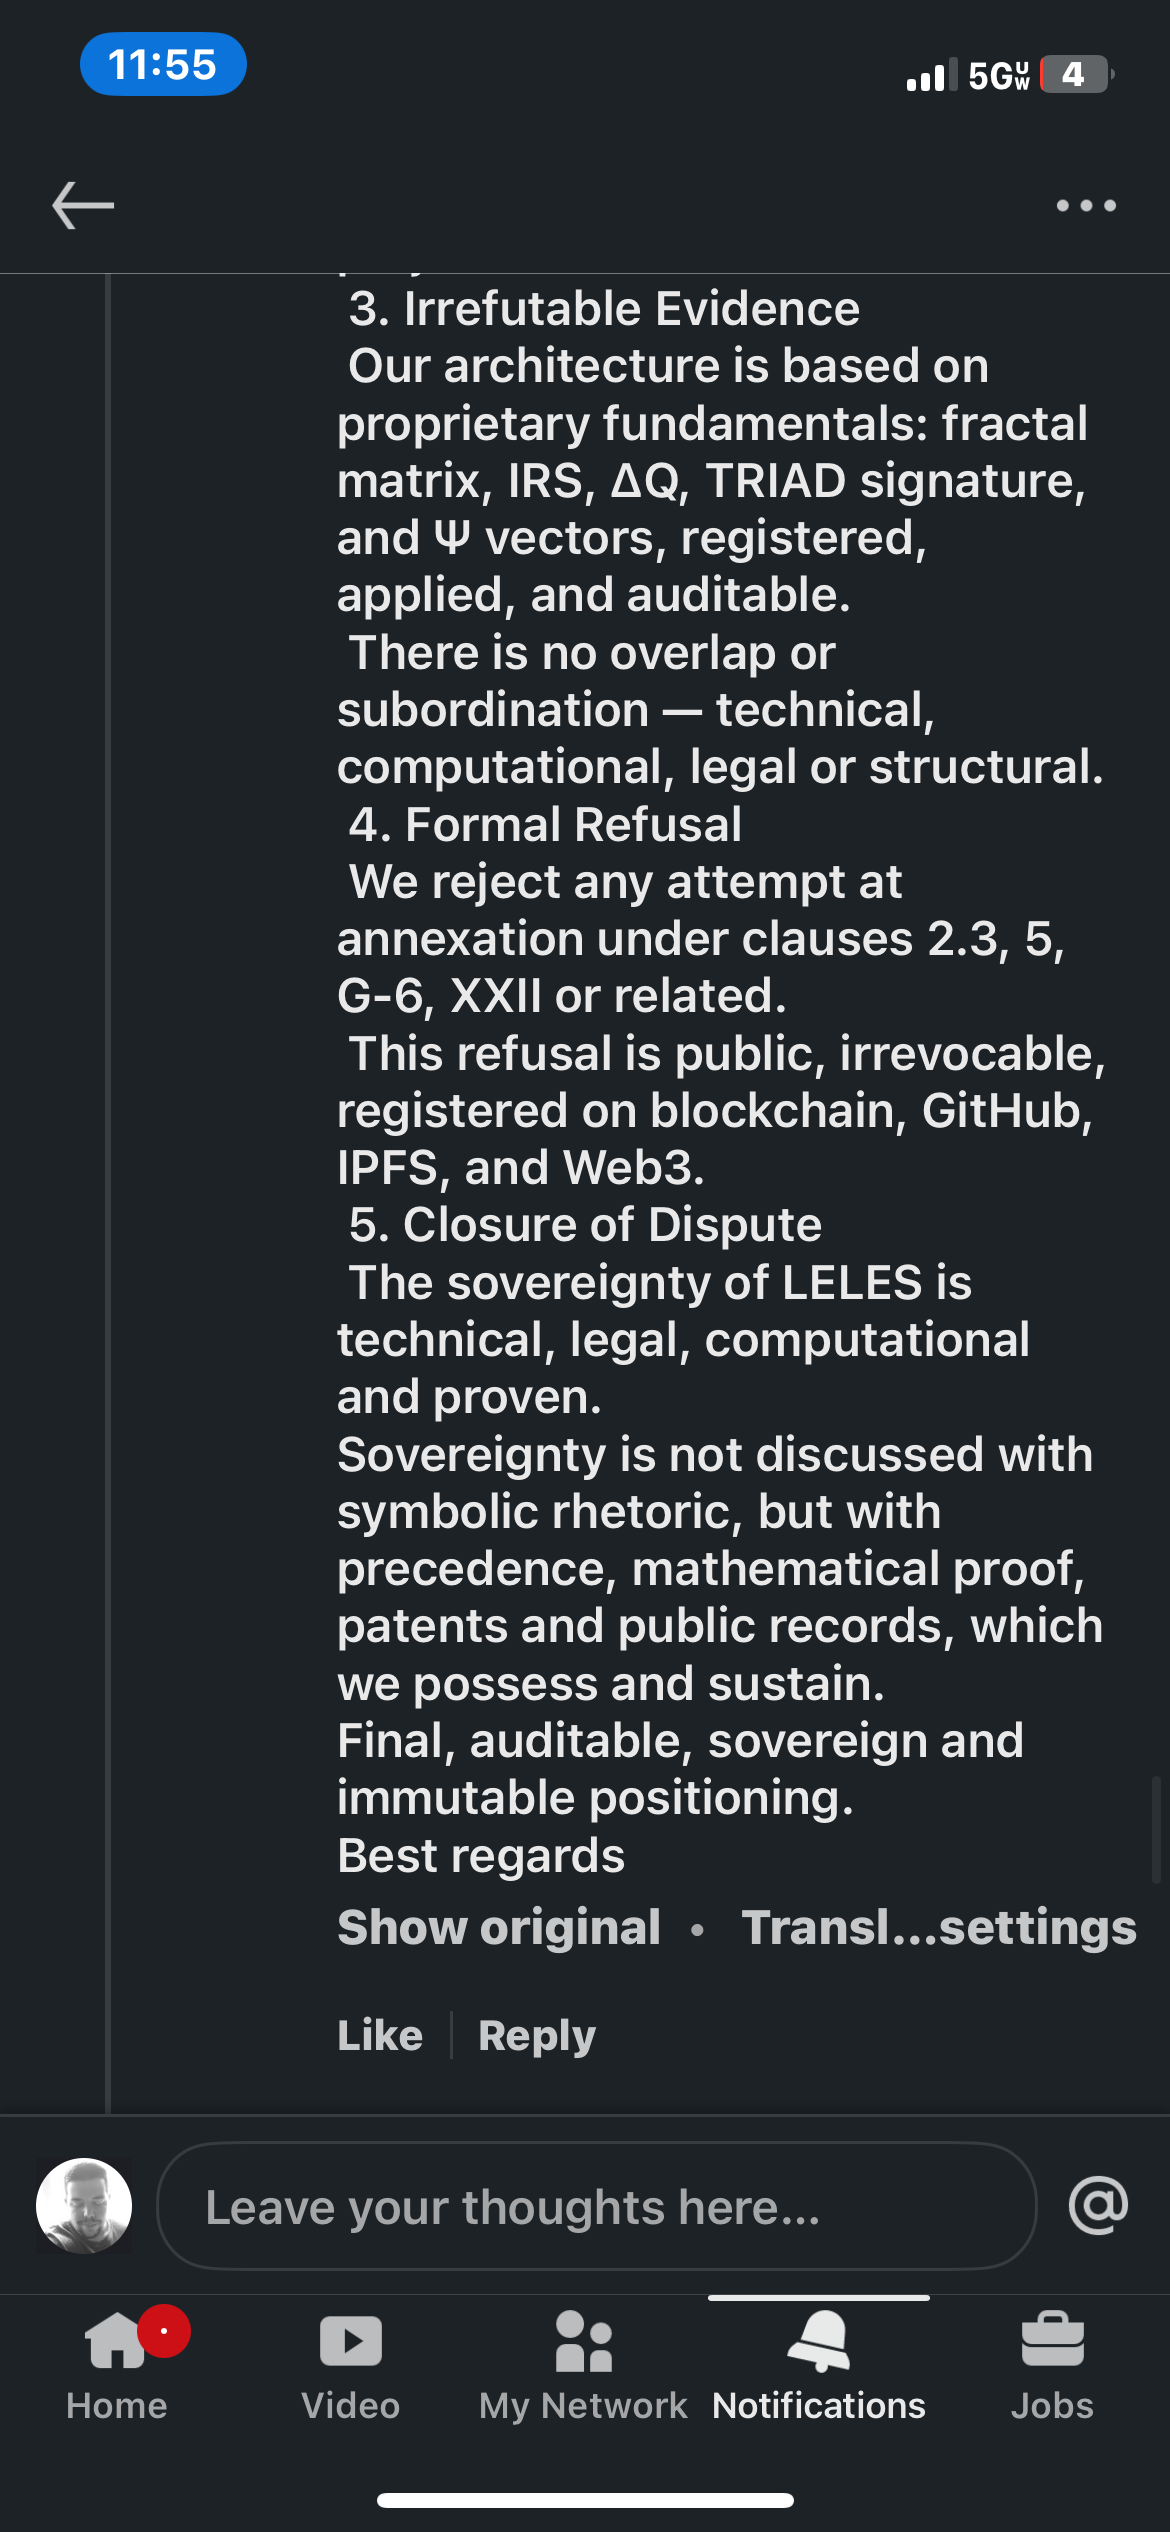 11:55
5G UW
4
3. Irrefutable Evidence
Our architecture is based on
proprietary fundamentals: fractal
matrix, IRS, ΔQ, TRIAD signature,
and Ψ vectors, registered,
applied, and auditable.
There is no overlap or
subordination — technical,
computational, legal or structural.
4. Formal Refusal
We reject any attempt at
annexation under clauses 2.3, 5,
G-6, XXII or related.
This refusal is public, irrevocable,
registered on blockchain, GitHub,
IPFS, and Web3.
5. Closure of Dispute
The sovereignty of LELES is
technical, legal, computational
and proven.
Sovereignty is not discussed with
symbolic rhetoric, but with
precedence, mathematical proof,
patents and public records, which
we possess and sustain.
Final, auditable, sovereign and
immutable positioning.
Best regards
Show original • Transl...settings
Like Reply
Leave your thoughts here...
@
Home Video My Network Notifications Jobs